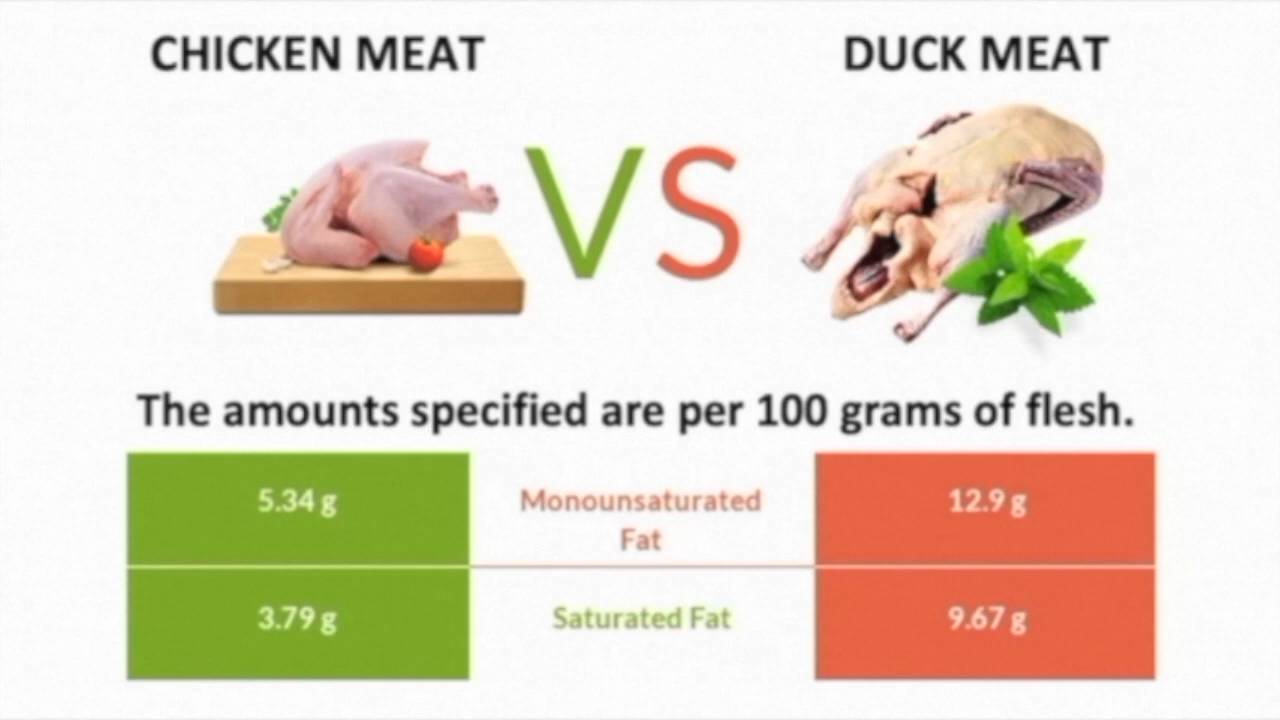 CHICKEN MEAT
DUCK MEAT
VS
The amounts specified are per 100 grams of flesh.
5.34 g
Monounsaturated
Fat
12.9 g
3.79 g
Saturated Fat
9.67 g